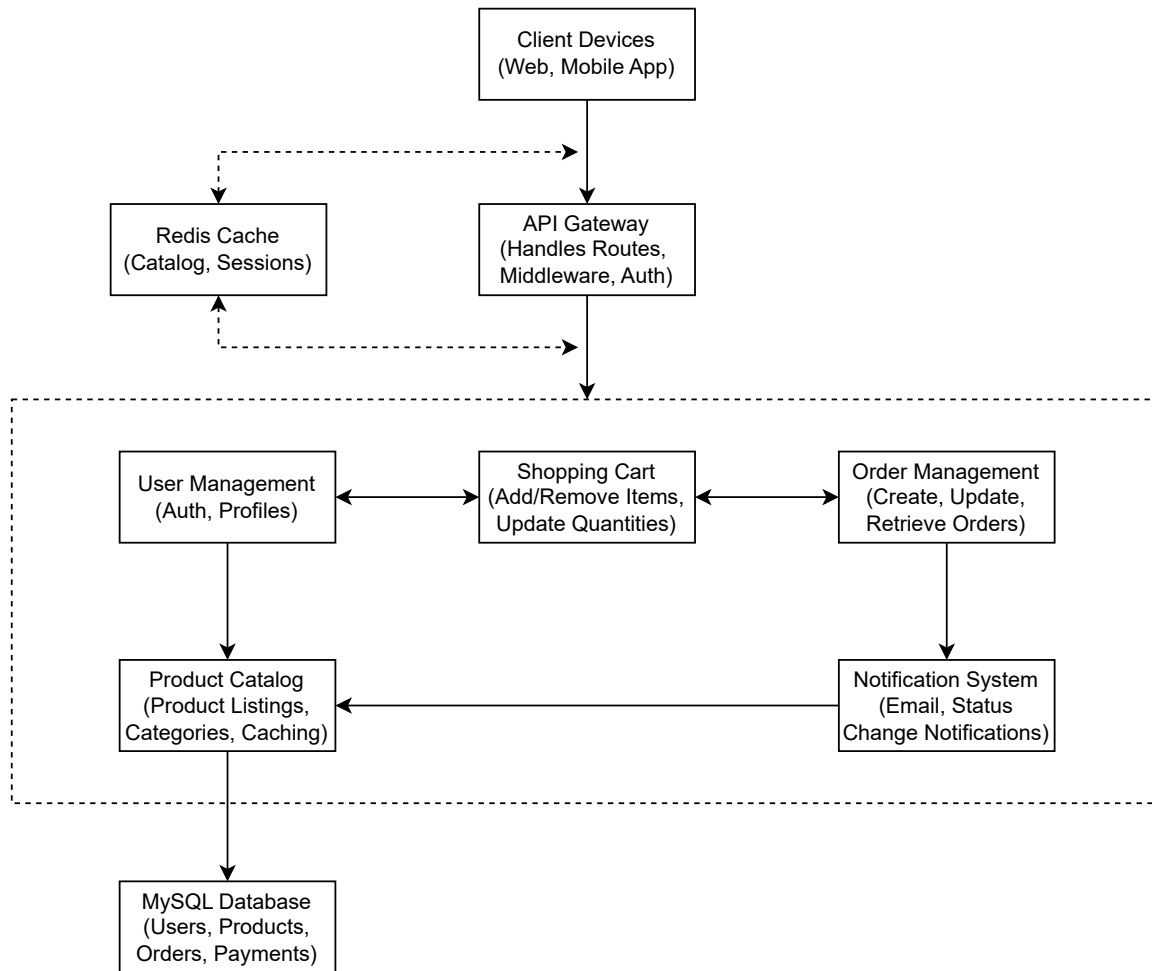 Client Devices
(Web, Mobile App)
Redis Cache
(Catalog, Sessions)
API Gateway
(Handles Routes,
Middleware, Auth)
User Management
(Auth, Profiles)
Shopping Cart
(Add/Remove Items,
Update Quantities)
Order Management
(Create, Update,
Retrieve Orders)
Product Catalog
(Product Listings,
Categories, Caching)
Notification System
(Email, Status
Change Notifications)
MySQL Database
(Users, Products,
Orders, Payments)